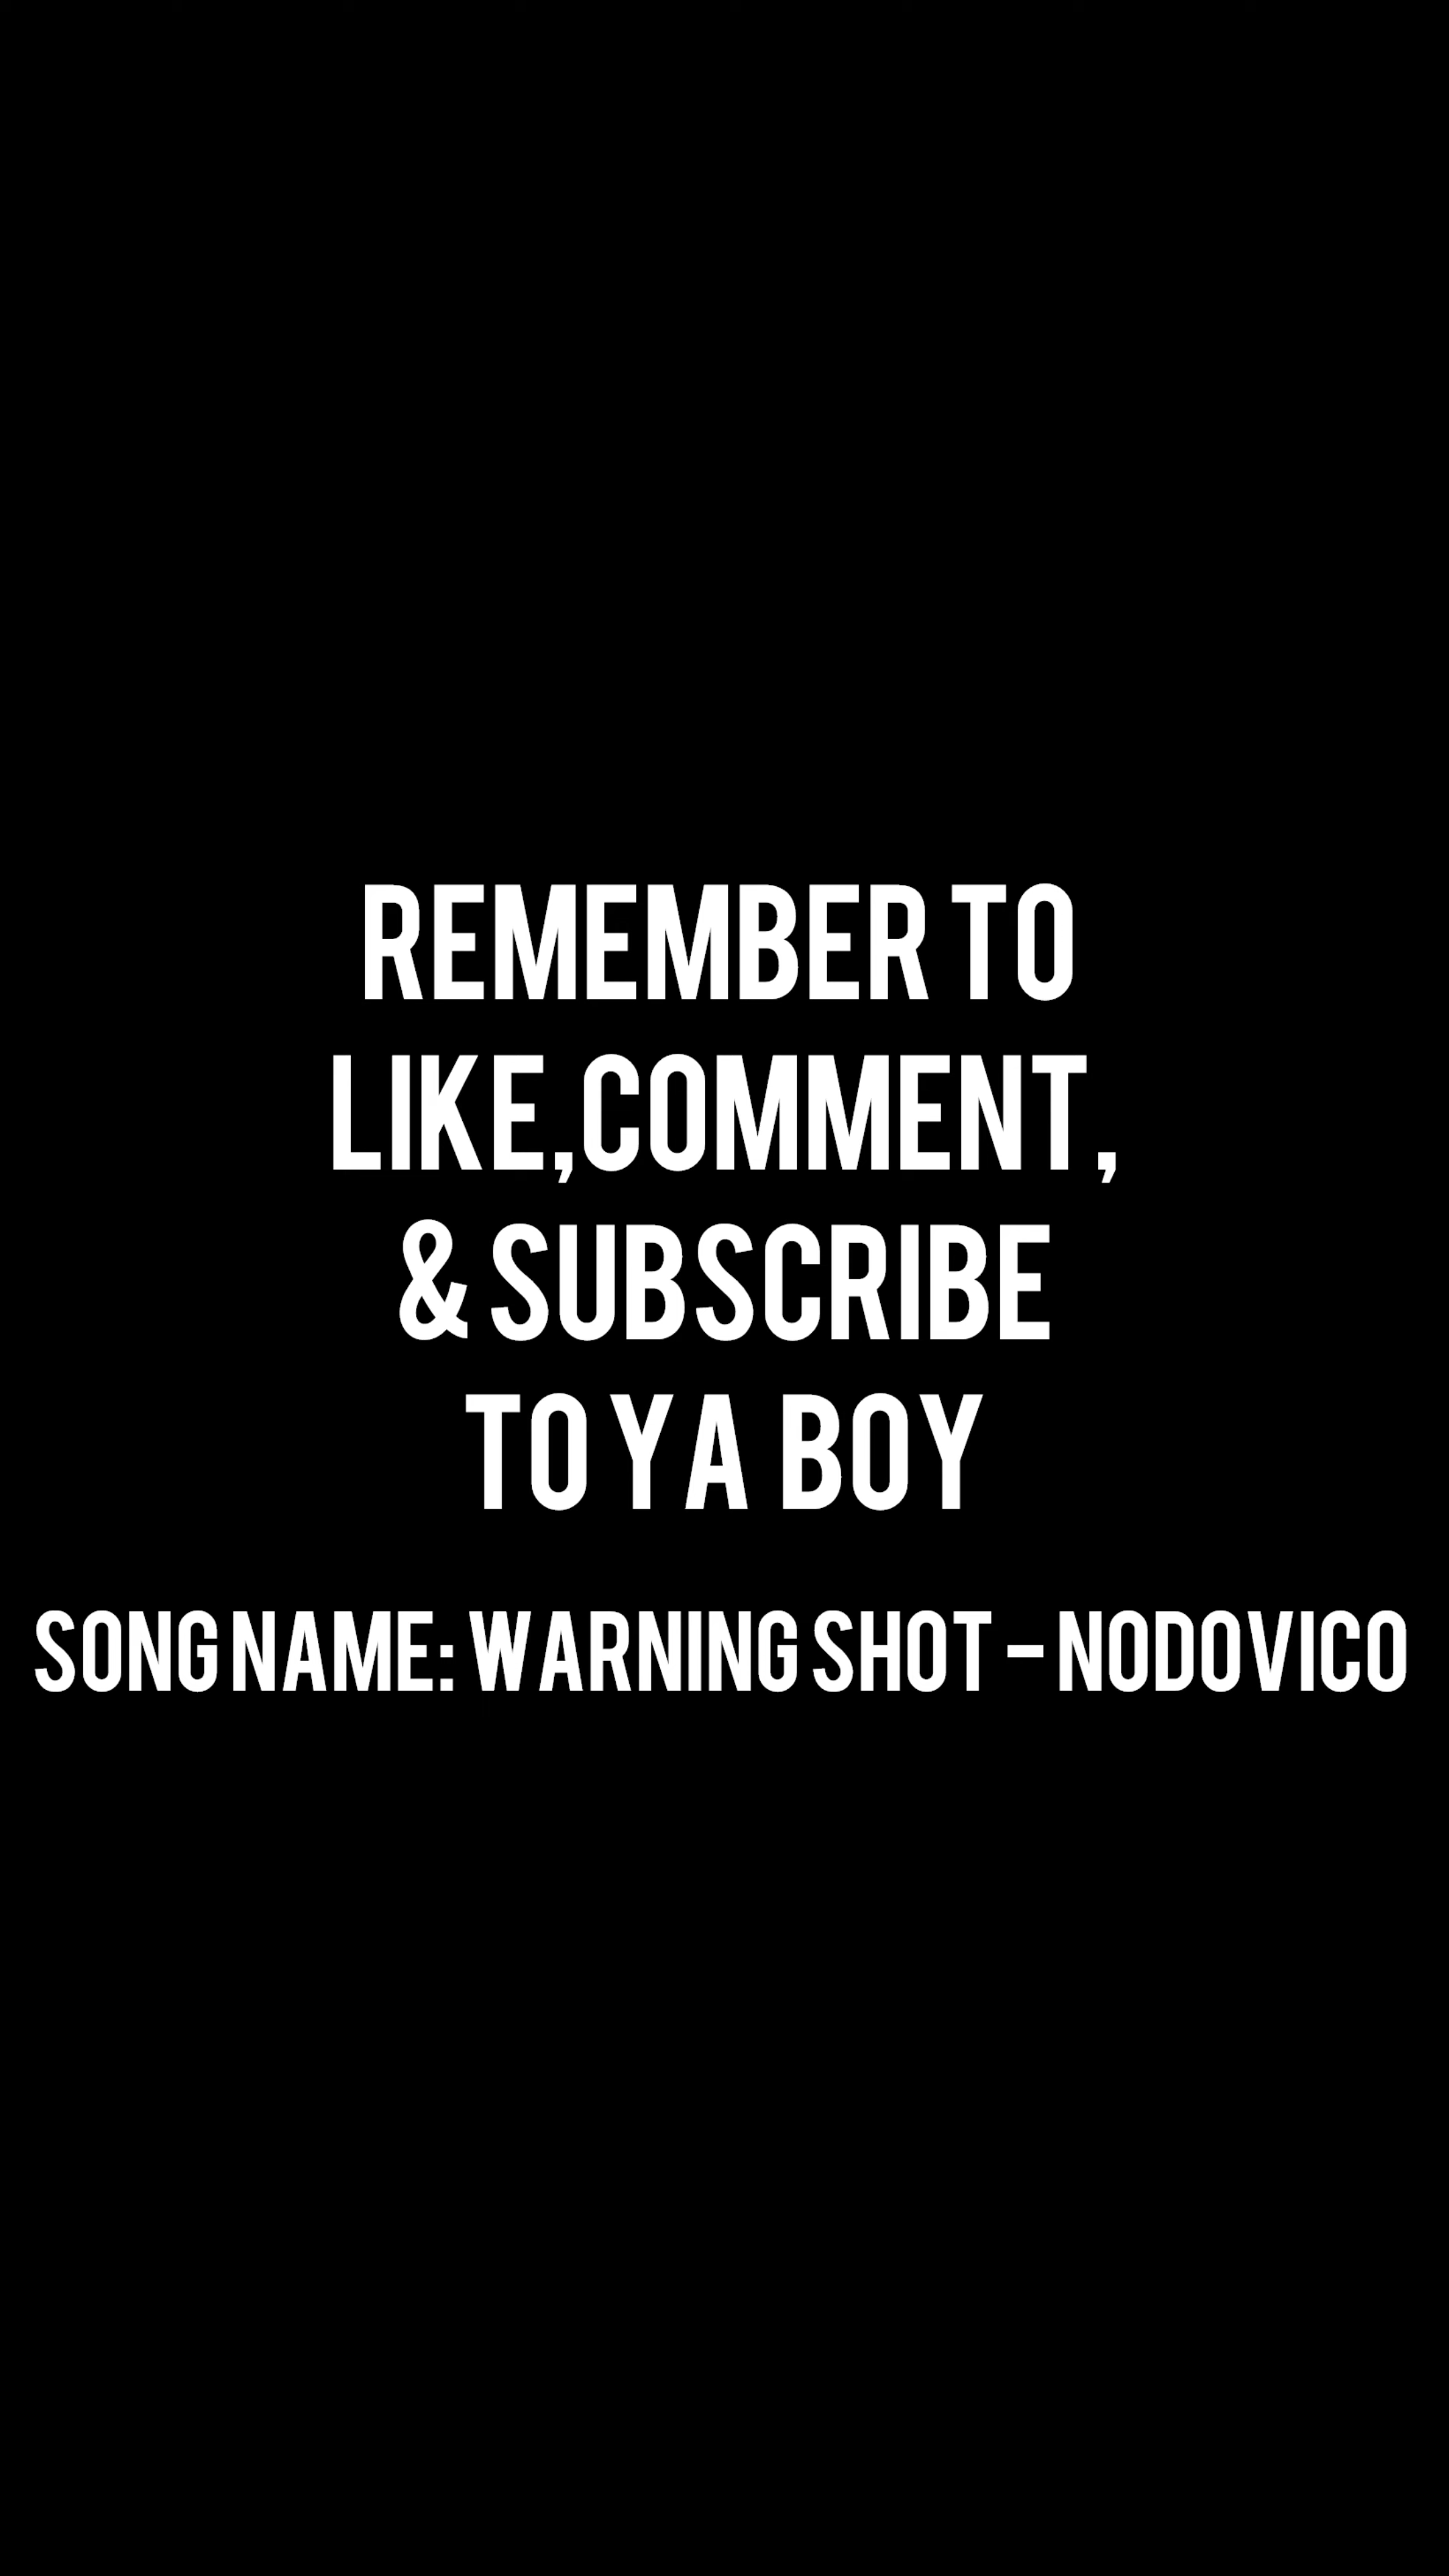 REMEMBER TO
LIKE,COMMENT,
& SUBSCRIBE
TO YA BOY
SONG NAME: WARNING SHOT - NODOVICO